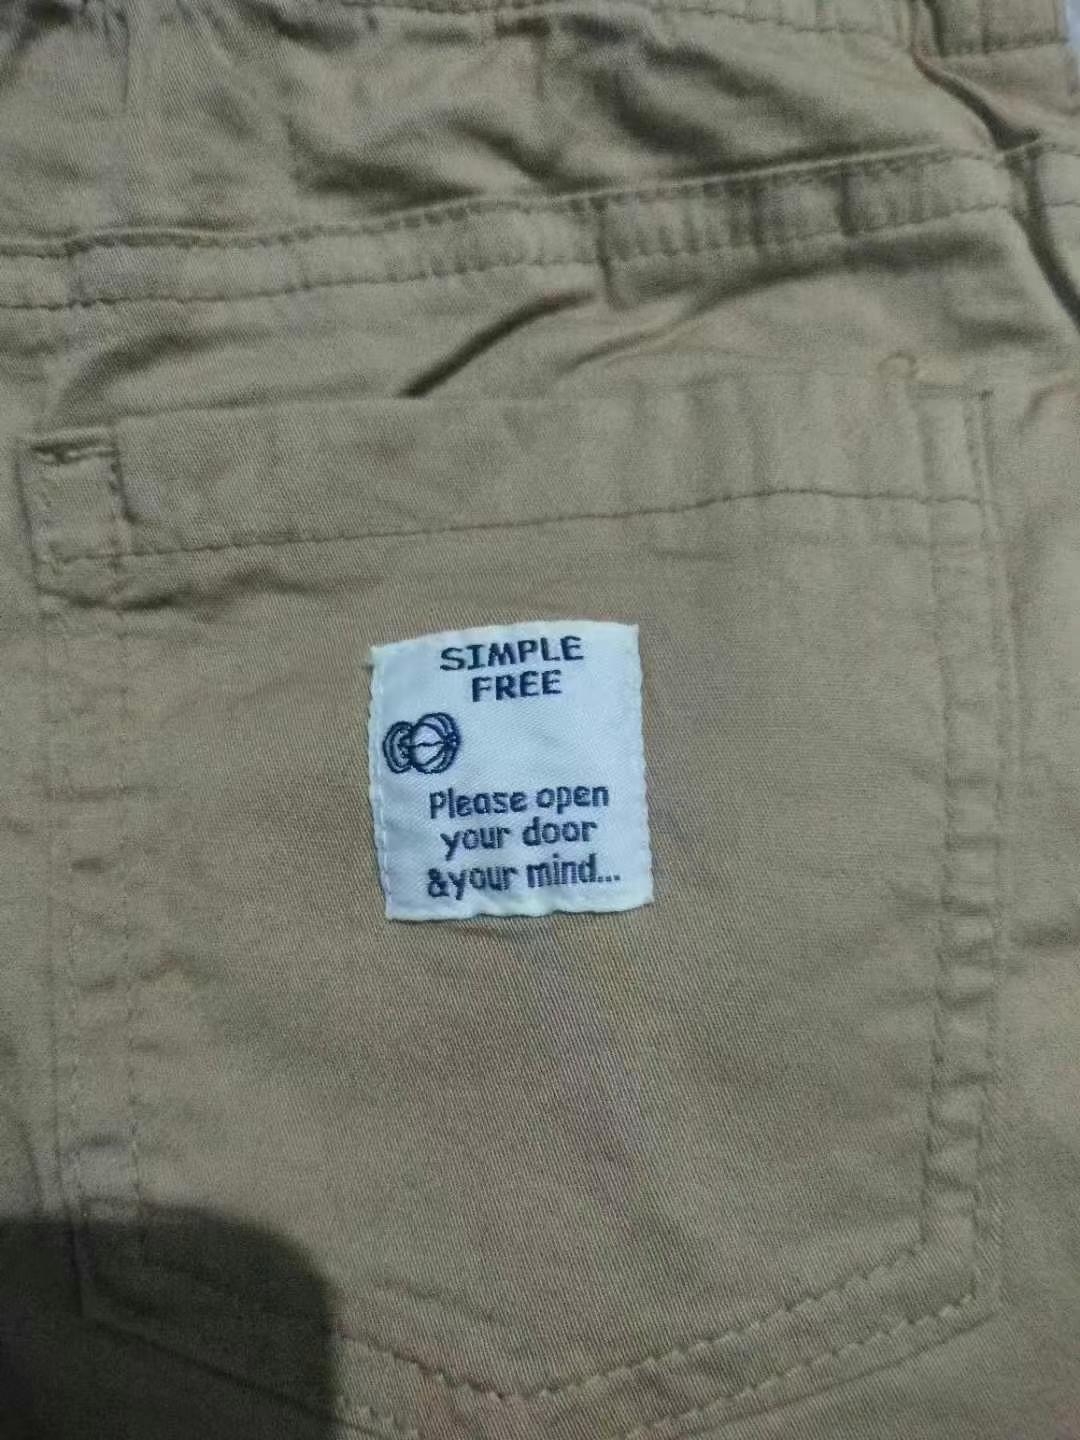 SIMPLE
FREE
Please open
your door
&your mind...